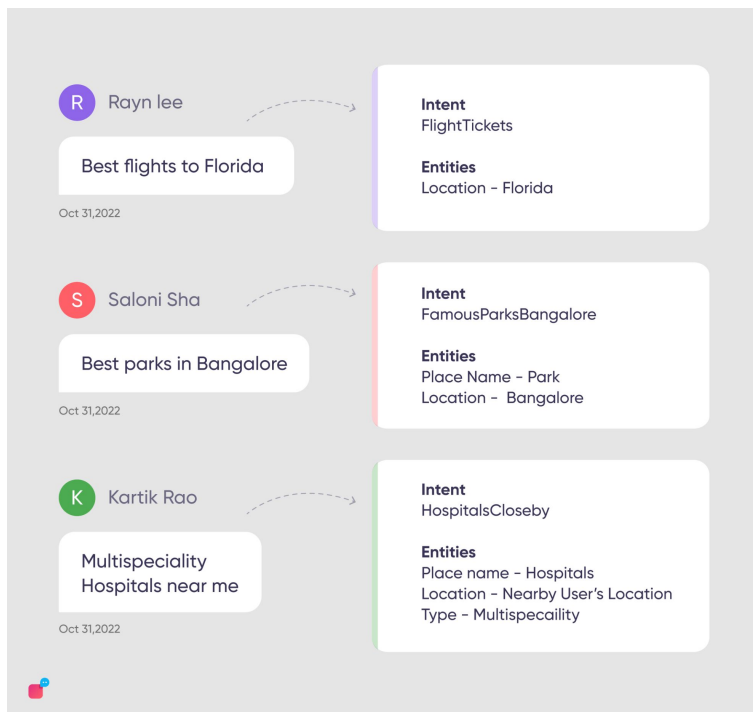 R
Rayn lee
Best flights to Florida
Oct 31,2022
Intent
FlightTickets
Entities
Location - Florida
S
Saloni Sha
Best parks in Bangalore
Oct 31,2022
Intent
FamousParksBangalore
Entities
Place Name - Park
Location -  Bangalore
K
Kartik Rao
Multispeciality
Hospitals near me
Oct 31,2022
Intent
HospitalsCloseby
Entities
Place name - Hospitals
Location - Nearby User’s Location
Type - Multispecaility